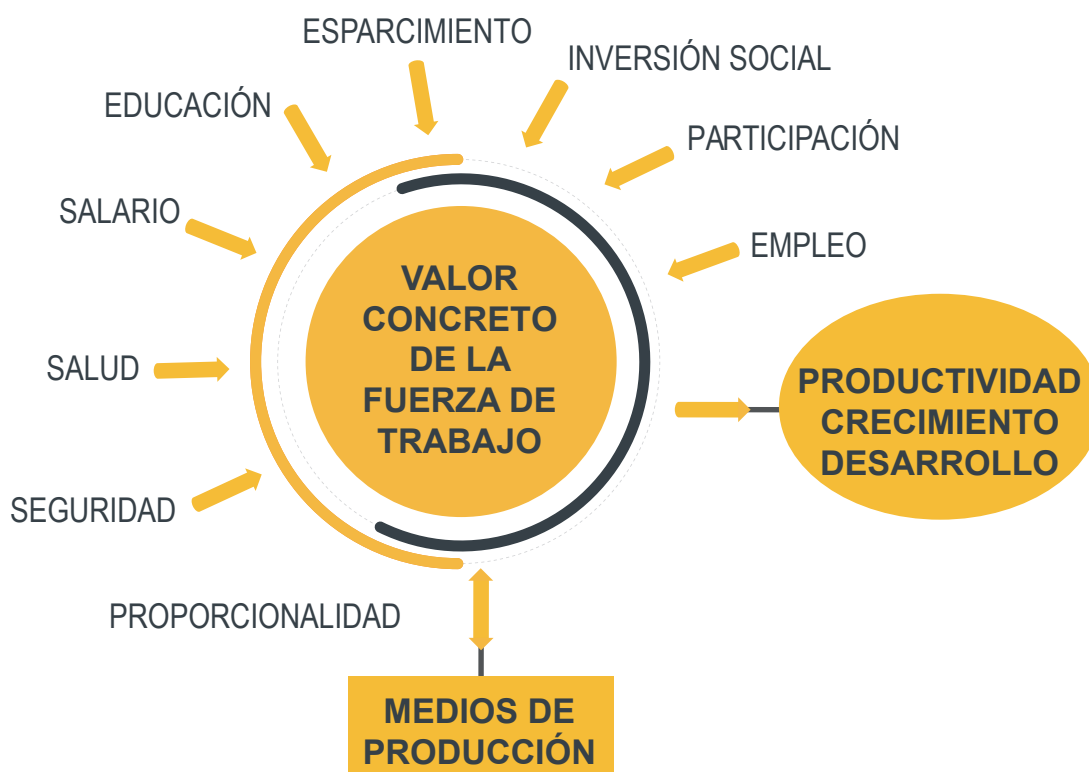 ESPARCIMIENTO
INVERSIÓN SOCIAL
EDUCACIÓN
PARTICIPACIÓN
SALARIO
EMPLEO
VALOR
CONCRETO
DE LA
FUERZA DE
TRABAJO
SALUD
PRODUCTIVIDAD
CRECIMIENTO
DESARROLLO
SEGURIDAD
PROPORCIONALIDAD
MEDIOS DE
PRODUCCIÓN